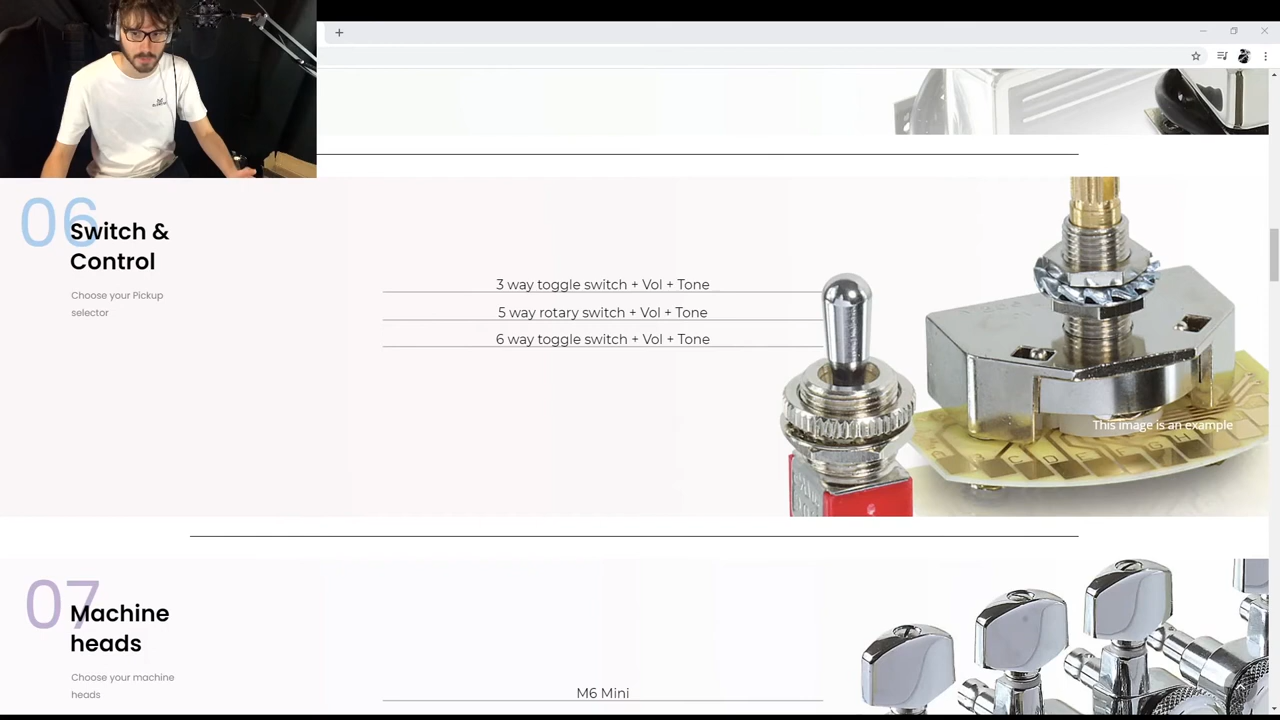 06
Switch &
Control
Choose your Pickup
selector
3 way toggle switch + Vol + Tone
5 way rotary switch + Vol + Tone
6 way toggle switch + Vol + Tone
This image is an example
07
Machine
heads
Choose your machine
heads
M6 Mini